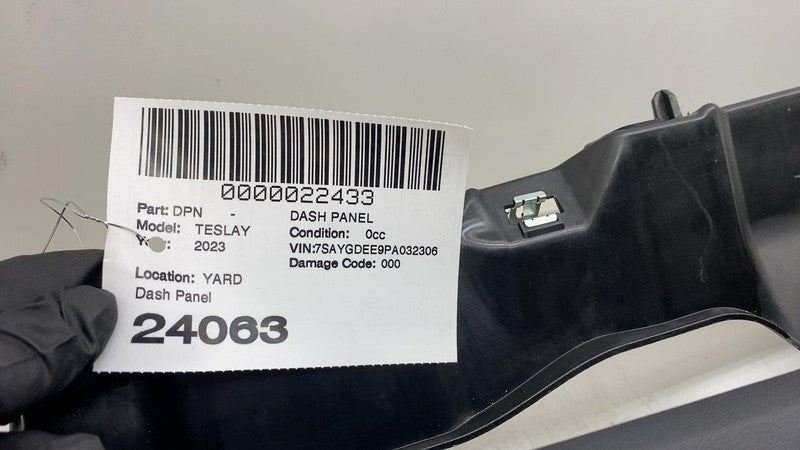 0000022433
Part: DPN - DASH PANEL
Model: TESLAY Condition: 0cc
2023 VIN:7SAYGDEE9PA032306
Damage Code: 000
Location: YARD
Dash Panel
24063